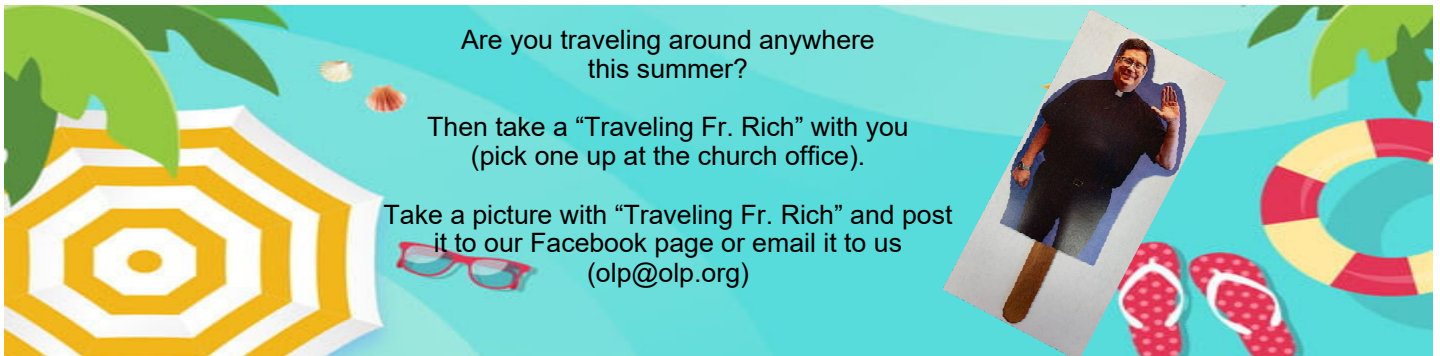 Are you traveling around anywhere
this summer?
Then take a “Traveling Fr. Rich” with you
(pick one up at the church office).
Take a picture with “Traveling Fr. Rich” and post
it to our Facebook page or email it to us
(olp@olp.org)